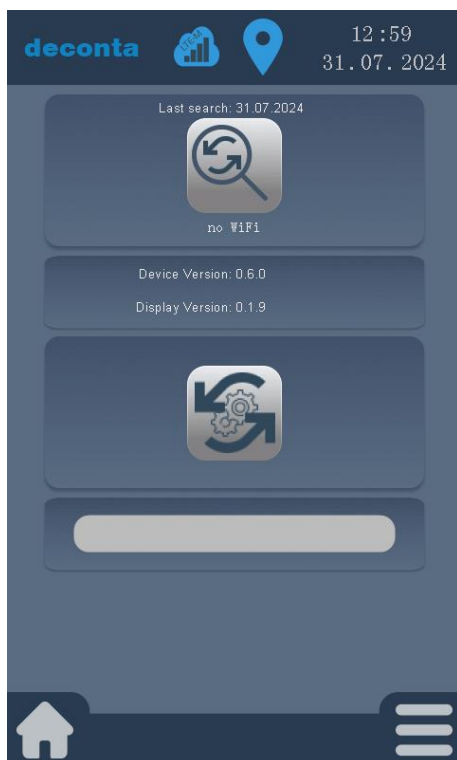 deconta
LTE-M
12:59
31.07.2024
Last search: 31.07.2024
no WiFi
Device Version: 0.6.0
Display Version: 0.1.9